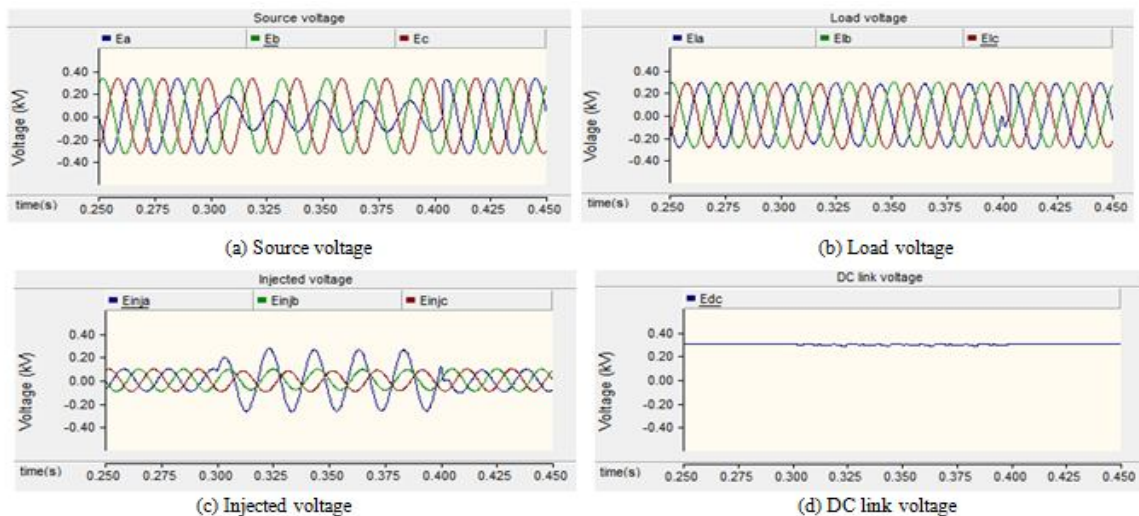 Source voltage
Ea Eb Ec
0.40
0.20
0.00
-0.20
-0.40
Voltage (kV)
time(s) 0.250 0.275 0.300 0.325 0.350 0.375 0.400 0.425 0.450
(a) Source voltage
Load voltage
Ela Elb Elc
0.40
0.20
0.00
-0.20
-0.40
Voltage (kV)
time(s) 0.250 0.275 0.300 0.325 0.350 0.375 0.400 0.425 0.450
(b) Load voltage
Injected voltage
Einja Einjb Einjc
0.40
0.20
0.00
-0.20
-0.40
Voltage (kV)
time(s) 0.250 0.275 0.300 0.325 0.350 0.375 0.400 0.425 0.450
(c) Injected voltage
DC link voltage
Edc
0.40
0.20
0.00
-0.20
-0.40
Voltage (kV)
time(s) 0.250 0.275 0.300 0.325 0.350 0.375 0.400 0.425 0.450
(d) DC link voltage